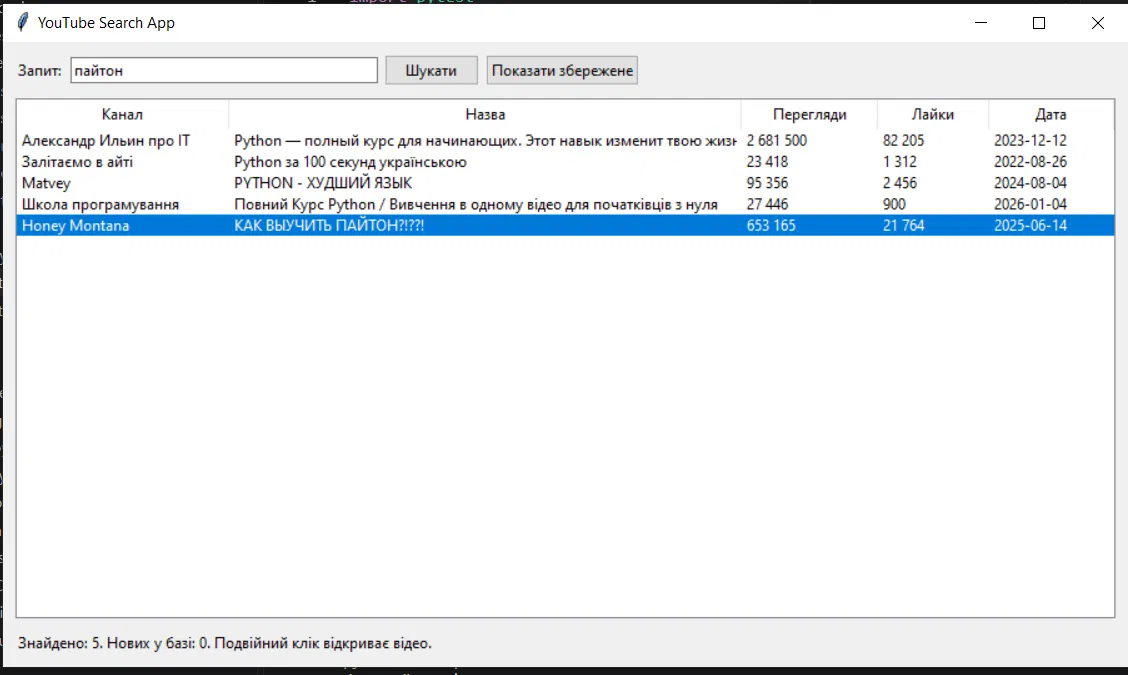 import pytest
YouTube Search App
Запит: пайтон Шукати Показати збережене
Канал Назва Перегляди Лайки Дата
Александр Ильин про IT Python — полный курс для начинающих. Этот навык изменит твою жизн 2 681 500 82 205 2023-12-12
Залітаємо в айті Python за 100 секунд українською 23 418 1 312 2022-08-26
Matvey PYTHON - ХУДШИЙ ЯЗЫК 95 356 2 456 2024-08-04
Школа програмування Повний Курс Python / Вивчення в одному відео для початківців з нуля 27 446 900 2026-01-04
Honey Montana КАК ВЫУЧИТЬ ПАЙТОН?!??! 653 165 21 764 2025-06-14
Знайдено: 5. Нових у базі: 0. Подвійний клік відкриває відео.